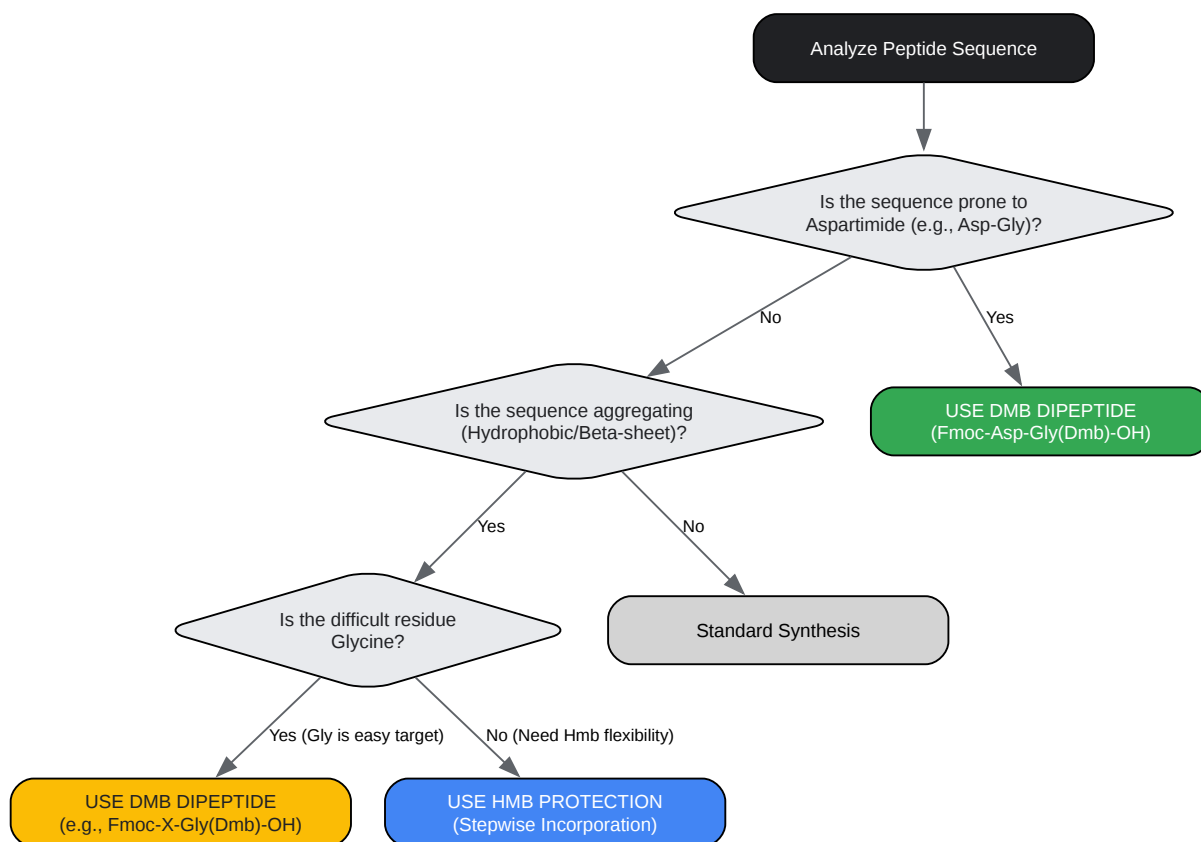 Analyze Peptide Sequence
Is the sequence prone to
Aspartimide (e.g., Asp-Gly)?
No
Yes
Is the sequence aggregating
(Hydrophobic/Beta-sheet)?
USE DMB DIPEPTIDE
(Fmoc-Asp-Gly(Dmb)-OH)
Yes
No
Is the difficult residue
Glycine?
Standard Synthesis
Yes (Gly is easy target)
No (Need Hmb flexibility)
USE DMB DIPEPTIDE
(e.g., Fmoc-X-Gly(Dmb)-OH)
USE HMB PROTECTION
(Stepwise Incorporation)